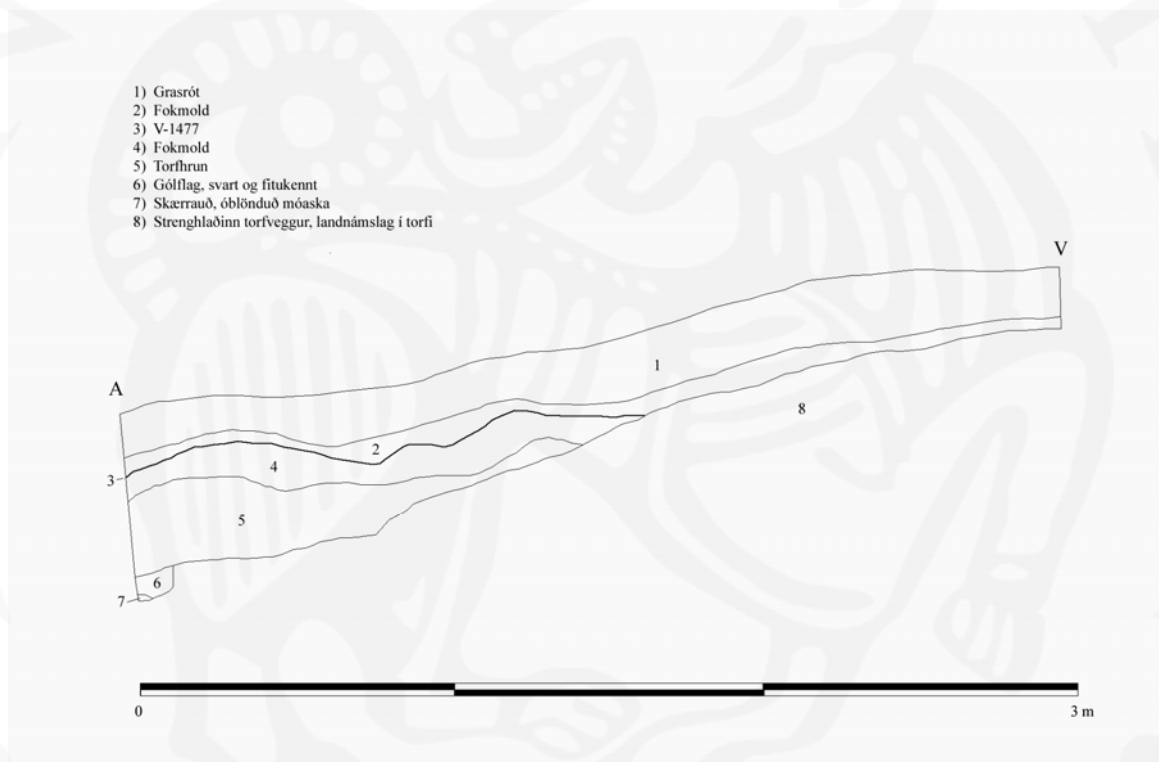 1) Grasrót
2) Fokmold
3) V-1477
4) Fokmold
5) Torfhrun
6) Gólflag, svart og fitukennt
7) Skærrauð, óblönduð móaska
8) Strenghlaðinn torfveggur, landnámslag í torfi
V
1
A
8
2
4
3
5
6
7
0 3 m